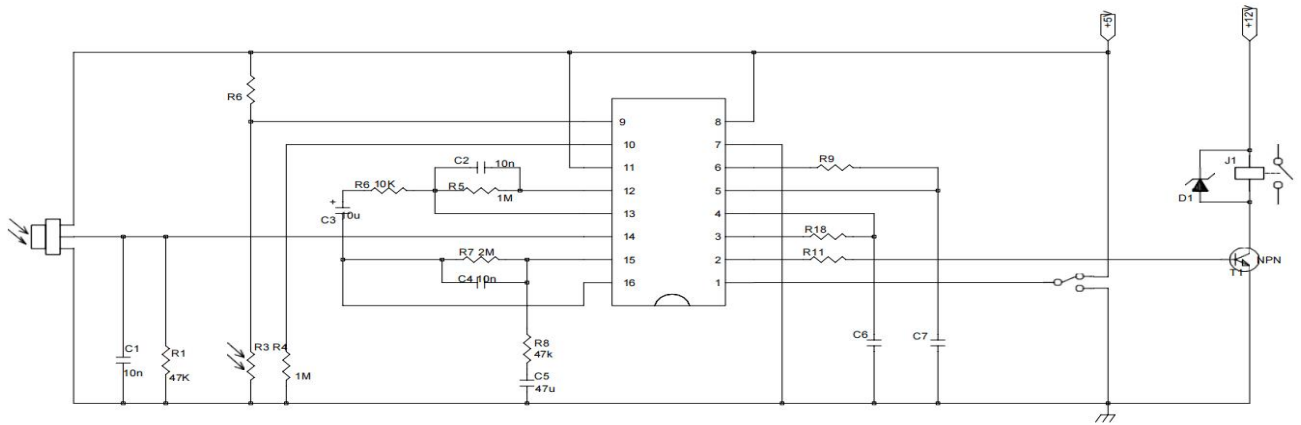 +5V
+12V
R6
9
8
10
7
C2
10n
11
6
R9
J1
R6
10K
R5
1M
12
5
D1
+
C3
10u
13
4
14
3
R18
R7
2M
15
2
R11
NPN
T1
C4
10n
16
1
C1
10n
R1
47K
R3
R4
1M
R8
47k
C5
47u
C6
C7